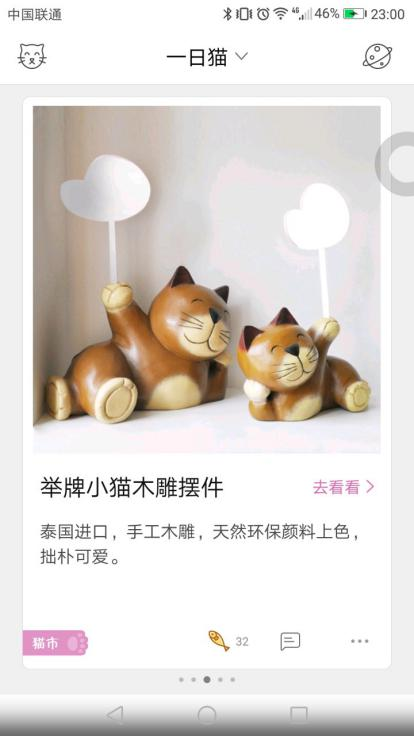 中国联通 46% 23:00
一日猫
举牌小猫木雕摆件 去看看
泰国进口，手工木雕，天然环保颜料上色，
拙朴可爱。
猫市 32